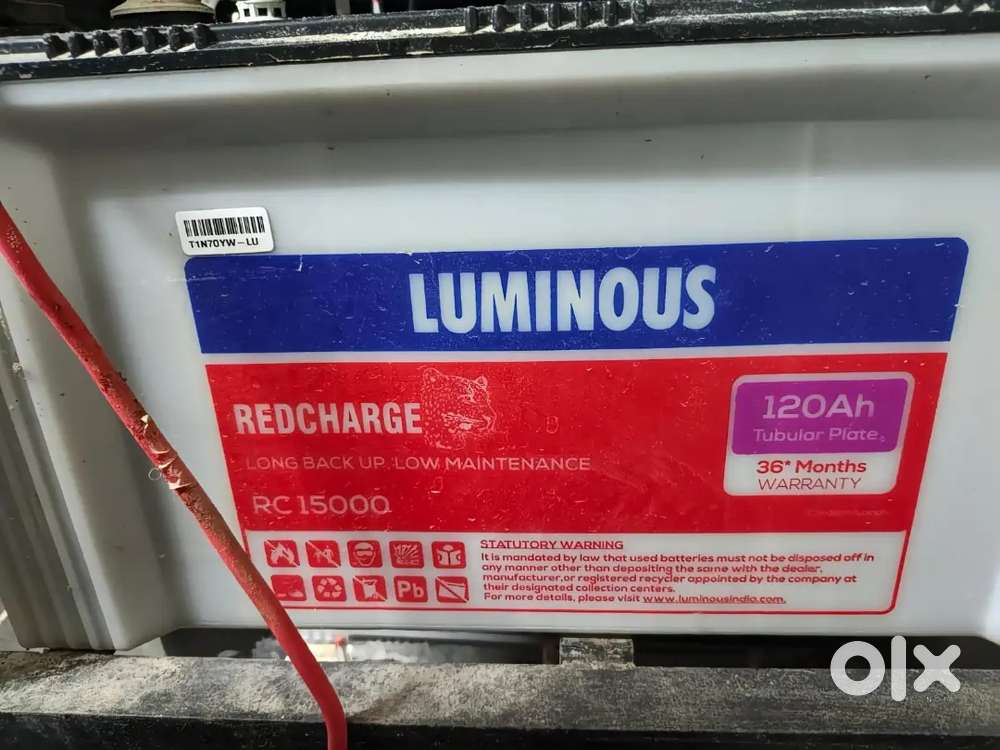 T1N70YW-LU
LUMINOUS
REDCHARGE
LONG BACK UP, LOW MAINTENANCE
RC 15000
120Ah
Tubular Plate
36* Months
WARRANTY
Pb
STATUTORY WARNING
It is mandated by law that used batteries must not be disposed off in
any manner other than depositing the same with the dealer,
manufacturer, or registered recycler appointed by the company at
their designated collection centers.
For more details, please visit www.luminousindia.com.
olx